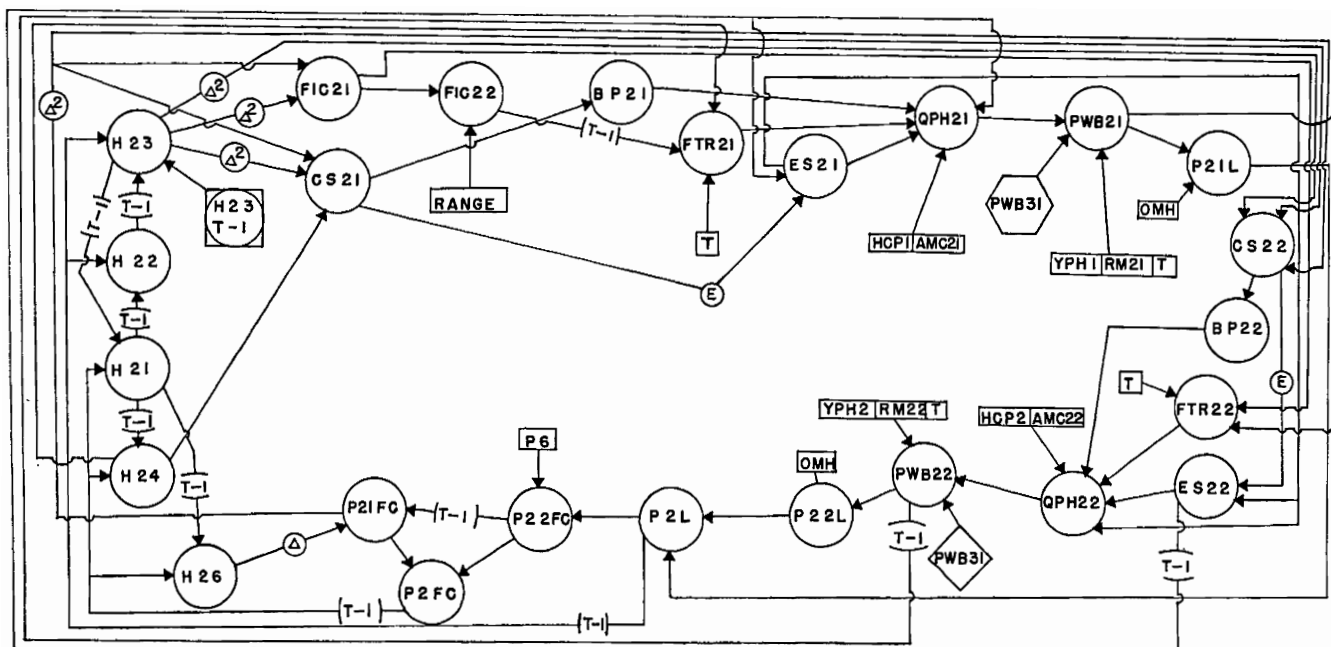 Δ2
Δ2
FIC21
FIC22
BP21
Δ2
H23
Δ2
(T-1)
FTR21
QPH21
PWB21
CS21
ES21
P21L
(T-1)
(T-1)
H23
T-1
RANGE
PWB31
OMH
T
HCP1 AMC21
CS22
H22
YPH1 RM21 T
E
(T-1)
BP22
H21
T
E
(T-1)
YPH2 RM22 T
HCP2 AMC22
FTR22
P6
H24
OMH
PWB22
(T-1)
P21FC
(T-1)
P22FC
P2L
P22L
QPH22
ES22
Δ
(T-1)
PWB31
(T-1)
H26
P2FC
(T-1)
(T-1)